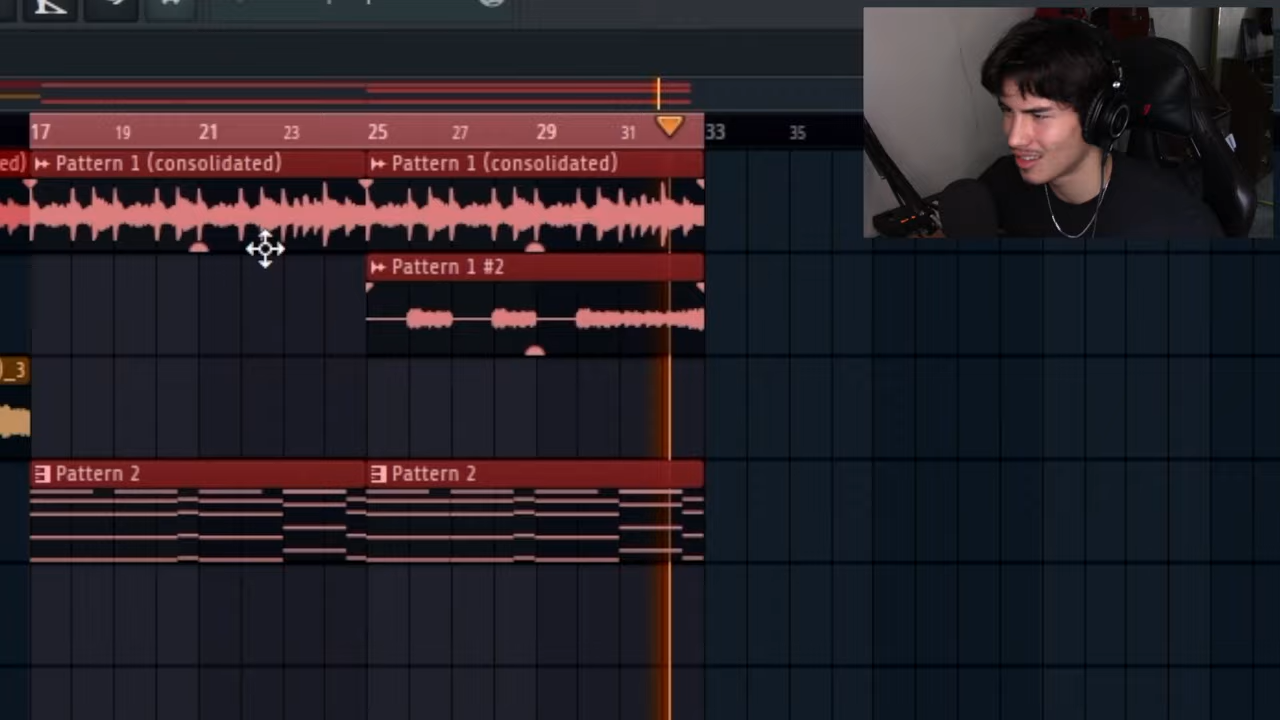 17 19 21 23 25 27 29 31 33 35
ed) Pattern 1 (consolidated) Pattern 1 (consolidated)
Pattern 1 #2
)_3
Pattern 2 Pattern 2